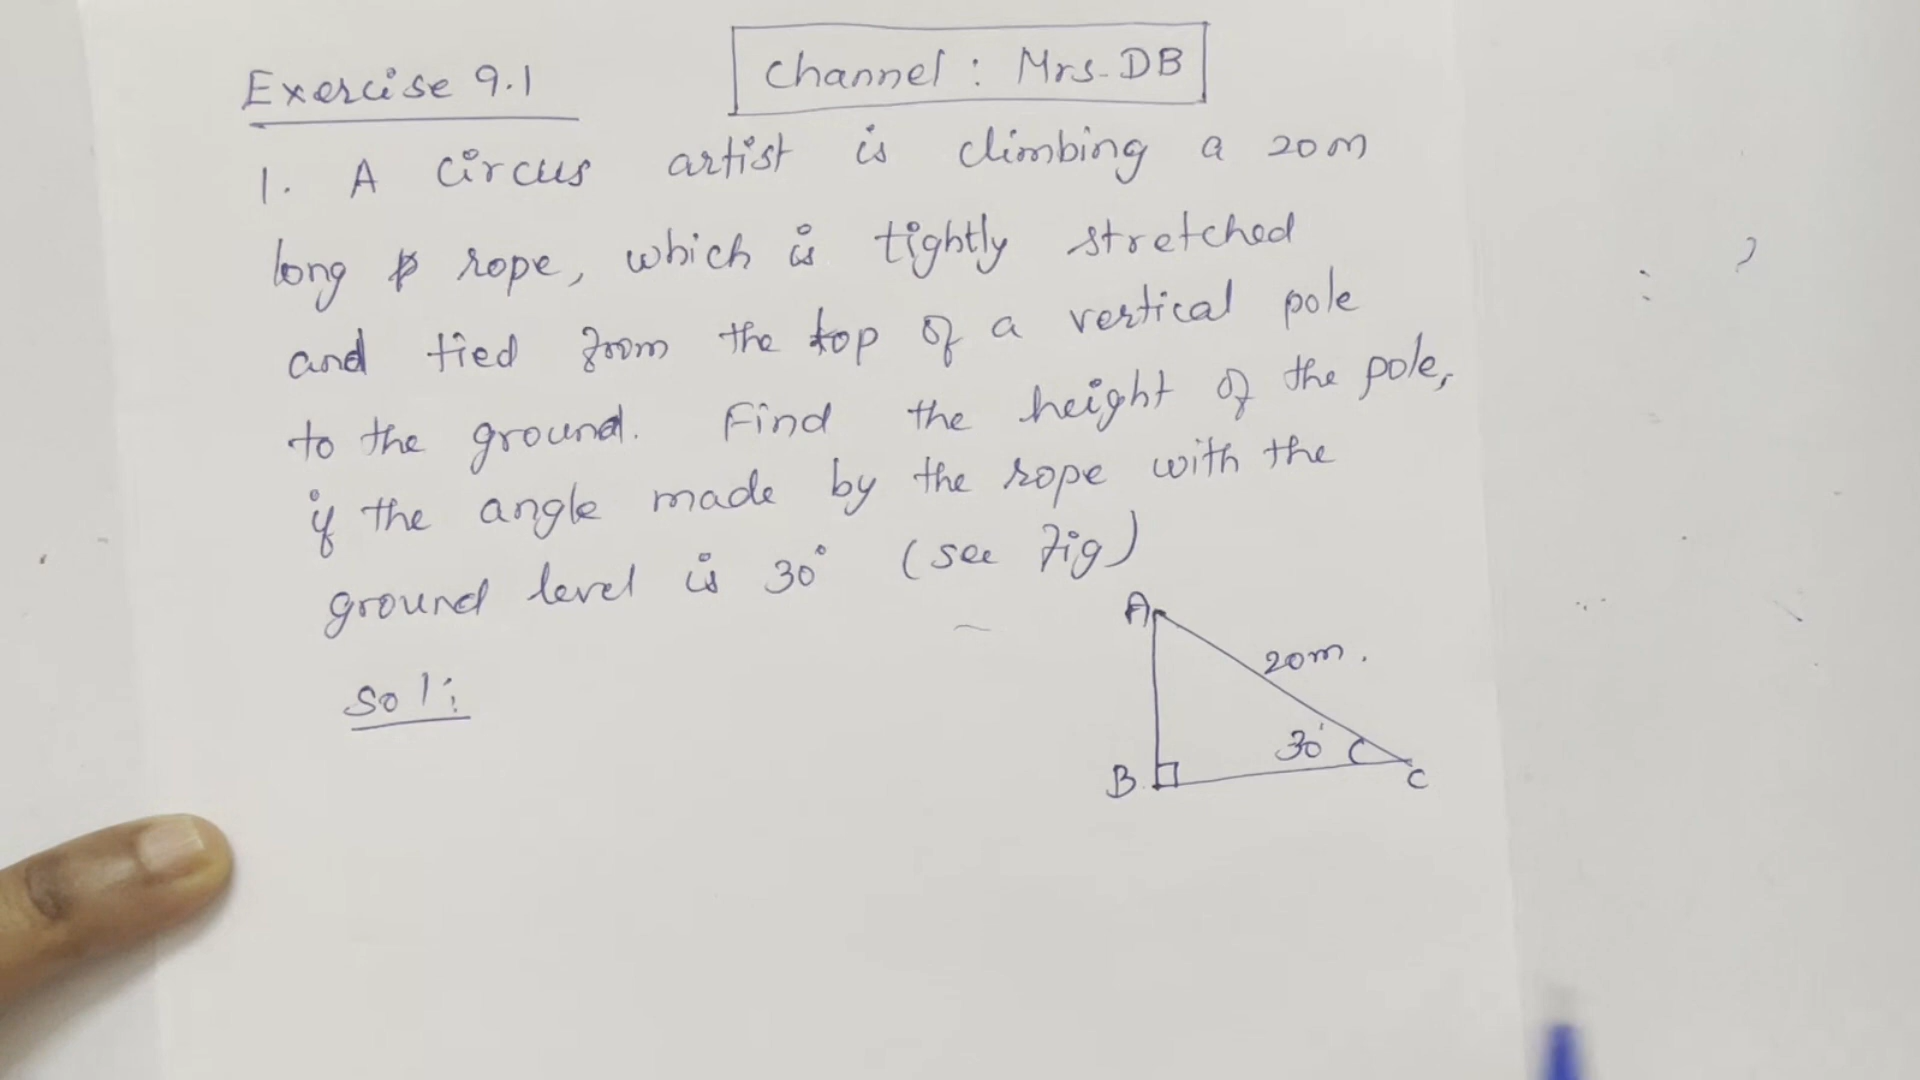 Exercise 9.1
Channel : Mrs. DB
1. A circus artist is climbing a 20m
long rope, which is tightly stretched
and tied from the top of a vertical pole
to the ground. Find the height of the pole,
if the angle made by the rope with the
ground level is 30° (see fig)
A
20m.
Sol:
30°
B
C